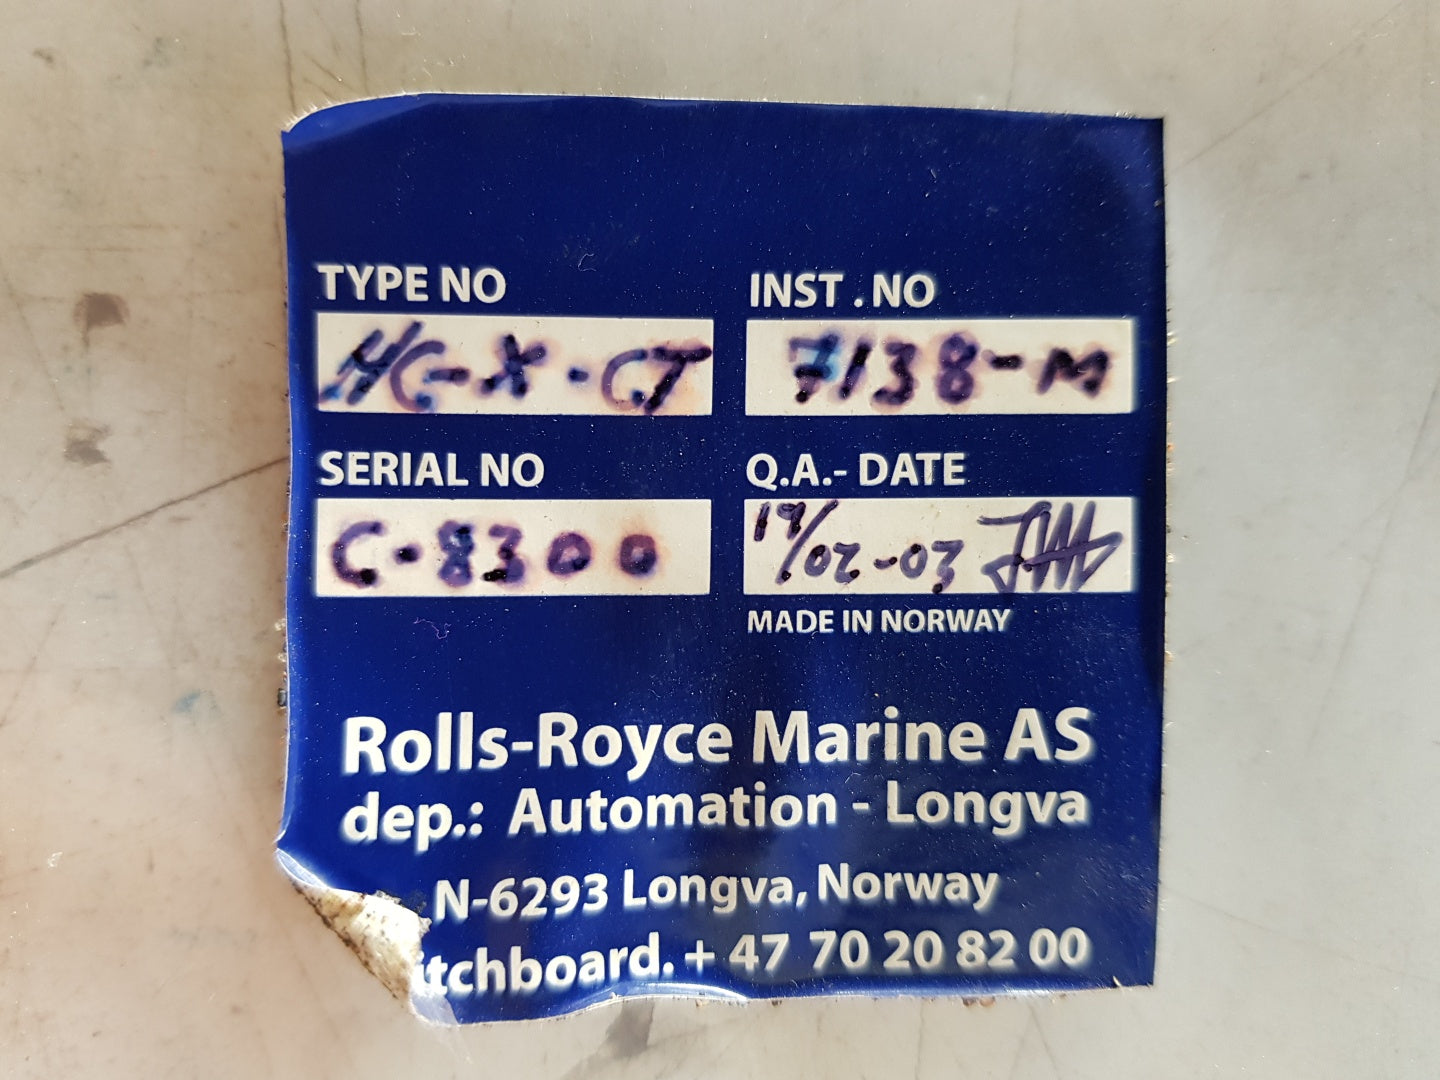 TYPE NO
INST . NO
HC-X-CT
7138-M
SERIAL NO
Q.A.- DATE
C-8300
/02-03
MADE IN NORWAY
Rolls-Royce Marine AS
dep.: Automation - Longva
N-6293 Longva, Norway
itchboard. + 47 70 20 82 00